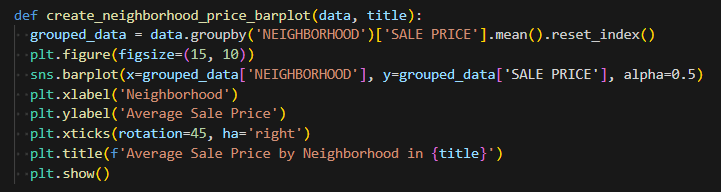 def create_neighborhood_price_barplot(data, title):
  grouped_data = data.groupby('NEIGHBORHOOD')['SALE PRICE'].mean().reset_index()
  plt.figure(figsize=(15, 10))
  sns.barplot(x=grouped_data['NEIGHBORHOOD'], y=grouped_data['SALE PRICE'], alpha=0.5)
  plt.xlabel('Neighborhood')
  plt.ylabel('Average Sale Price')
  plt.xticks(rotation=45, ha='right')
  plt.title(f'Average Sale Price by Neighborhood in {title}')
  plt.show()